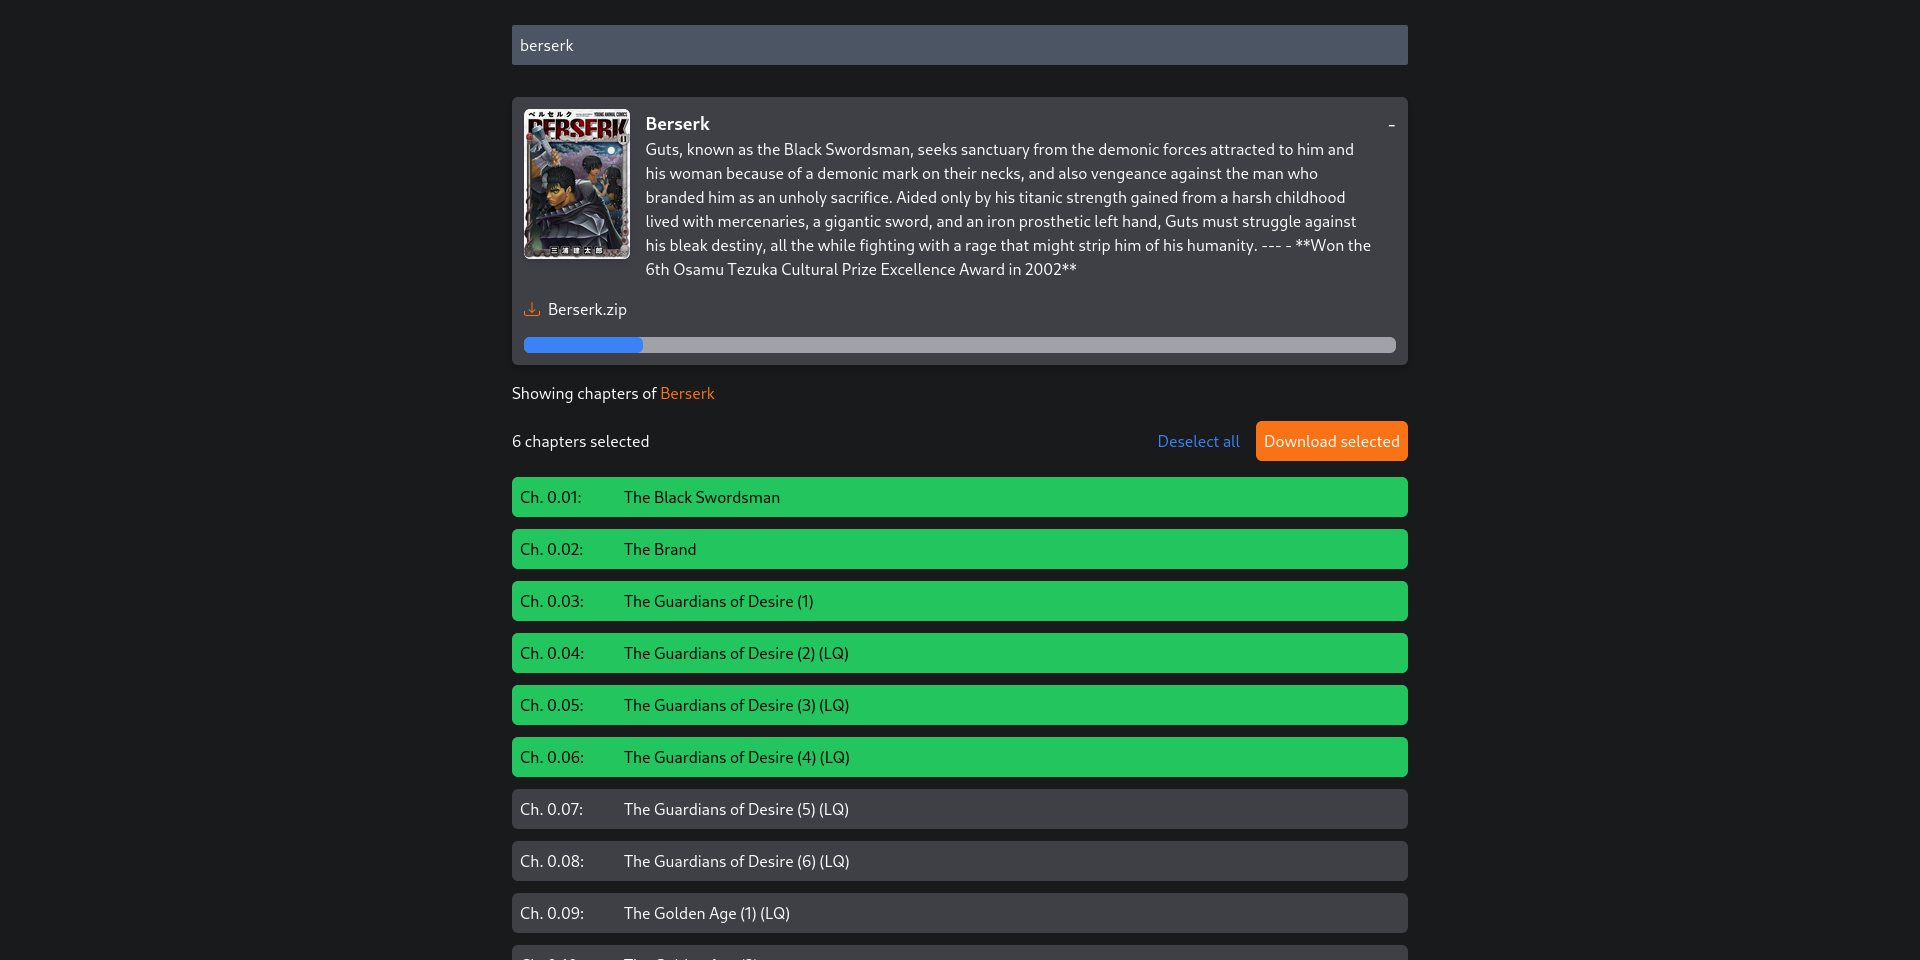 berserk
ベルセルク
YOUNG ANIMAL COMICS
BERSERK
三浦建太郎
Berserk
-
Guts, known as the Black Swordsman, seeks sanctuary from the demonic forces attracted to him and
his woman because of a demonic mark on their necks, and also vengeance against the man who
branded him as an unholy sacrifice. Aided only by his titanic strength gained from a harsh childhood
lived with mercenaries, a gigantic sword, and an iron prosthetic left hand, Guts must struggle against
his bleak destiny, all the while fighting with a rage that might strip him of his humanity. --- - **Won the
6th Osamu Tezuka Cultural Prize Excellence Award in 2002**
Berserk.zip
Showing chapters of Berserk
6 chapters selected
Deselect all
Download selected
Ch. 0.01: The Black Swordsman
Ch. 0.02: The Brand
Ch. 0.03: The Guardians of Desire (1)
Ch. 0.04: The Guardians of Desire (2) (LQ)
Ch. 0.05: The Guardians of Desire (3) (LQ)
Ch. 0.06: The Guardians of Desire (4) (LQ)
Ch. 0.07: The Guardians of Desire (5) (LQ)
Ch. 0.08: The Guardians of Desire (6) (LQ)
Ch. 0.09: The Golden Age (1) (LQ)